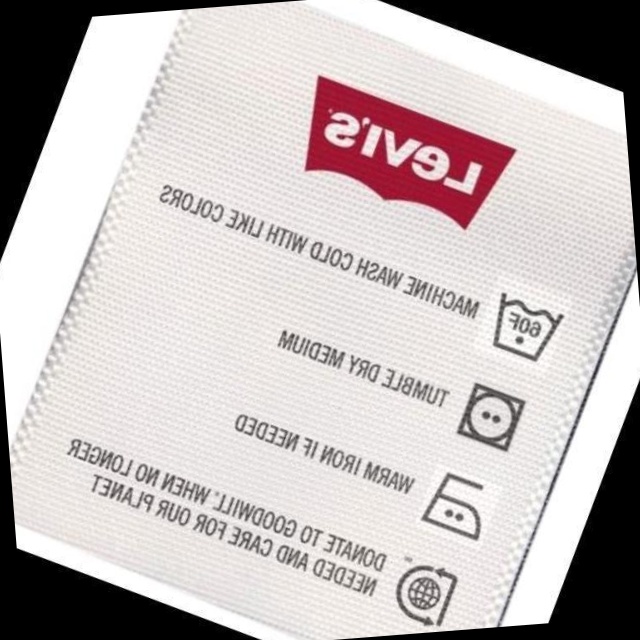 Levi's
MACHINE WASH COLD WITH LIKE COLORS
60F
TUMBLE DRY MEDIUM
WARM IRON IF NEEDED
DONATE TO GOODWILL® WHEN NO LONGER
NEEDED AND CARE FOR OUR PLANET